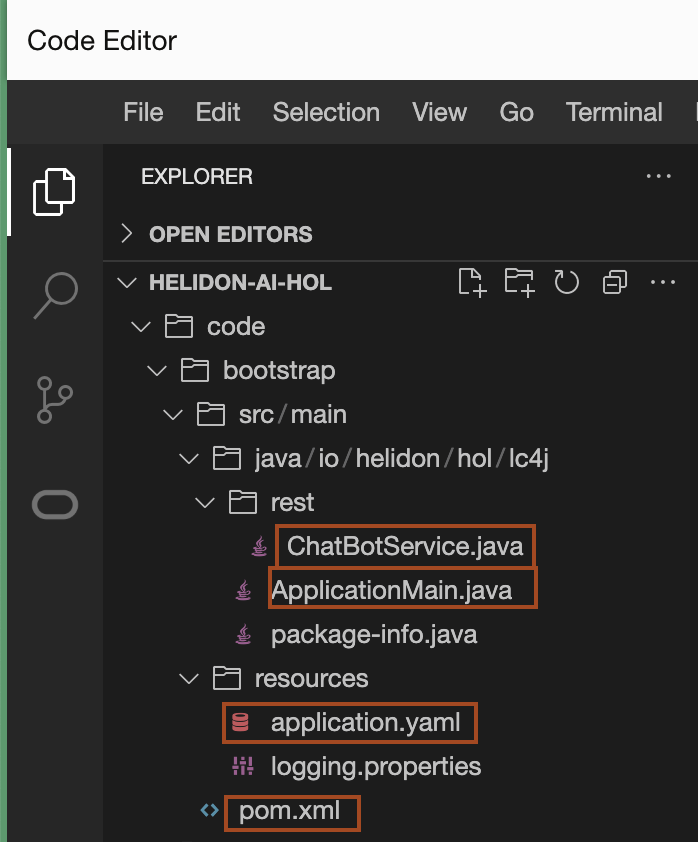 Code Editor
File Edit Selection View Go Terminal
EXPLORER
OPEN EDITORS
HELIDON-AI-HOL
code
bootstrap
src/main
java/io/helidon/hol/lc4j
rest
ChatBotService.java
ApplicationMain.java
package-info.java
resources
application.yaml
logging.properties
pom.xml